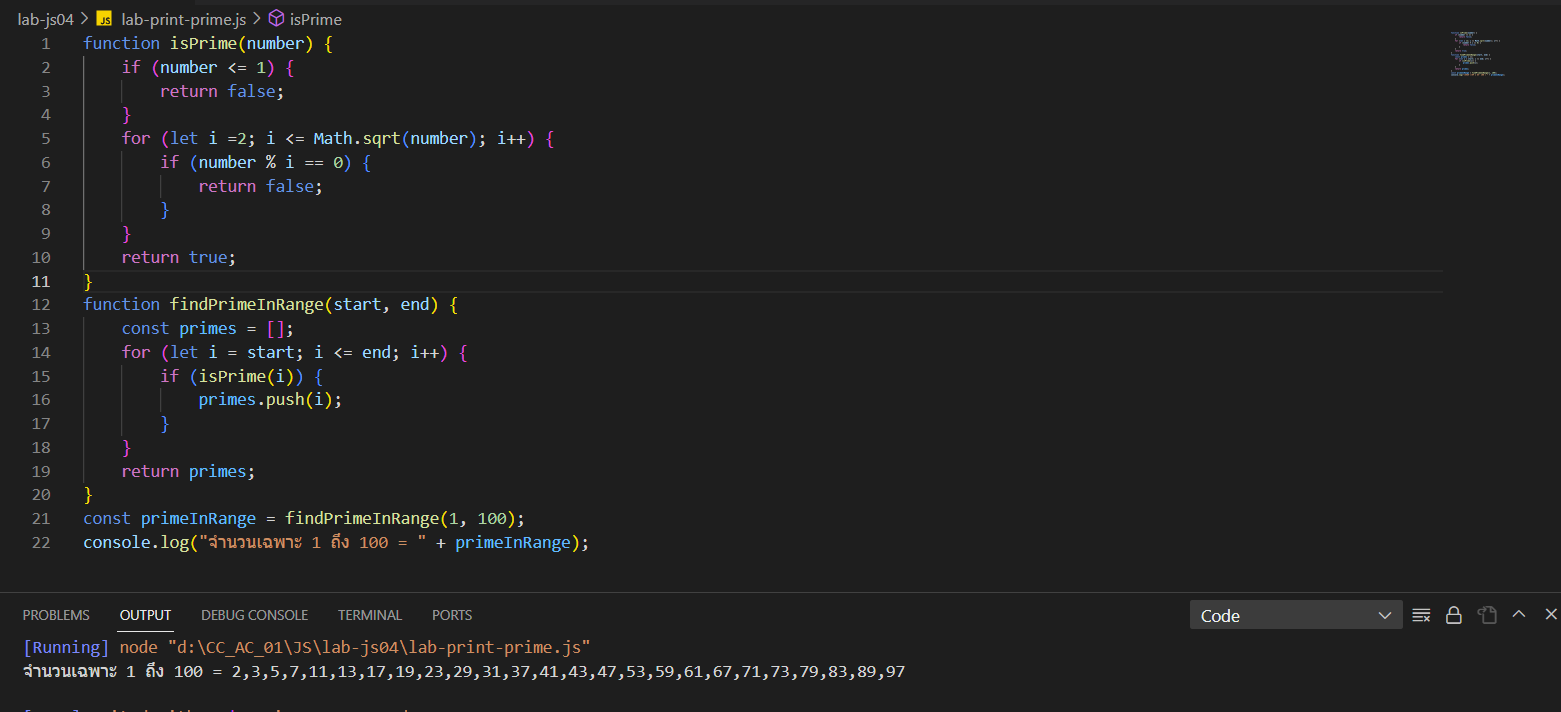 lab-js04 > JS lab-print-prime.js > isPrime
1 function isPrime(number) {
2     if (number <= 1) {
3         return false;
4     }
5     for (let i =2; i <= Math.sqrt(number); i++) {
6         if (number % i == 0) {
7             return false;
8         }
9     }
10     return true;
11 }
12 function findPrimeInRange(start, end) {
13     const primes = [];
14     for (let i = start; i <= end; i++) {
15         if (isPrime(i)) {
16             primes.push(i);
17         }
18     }
19     return primes;
20 }
21 const primeInRange = findPrimeInRange(1, 100);
22 console.log("จำนวนเฉพาะ 1 ถึง 100 = " + primeInRange);
PROBLEMS OUTPUT DEBUG CONSOLE TERMINAL PORTS Code
[Running] node "d:\CC_AC_01\JS\lab-js04\lab-print-prime.js"
จำนวนเฉพาะ 1 ถึง 100 = 2,3,5,7,11,13,17,19,23,29,31,37,41,43,47,53,59,61,67,71,73,79,83,89,97